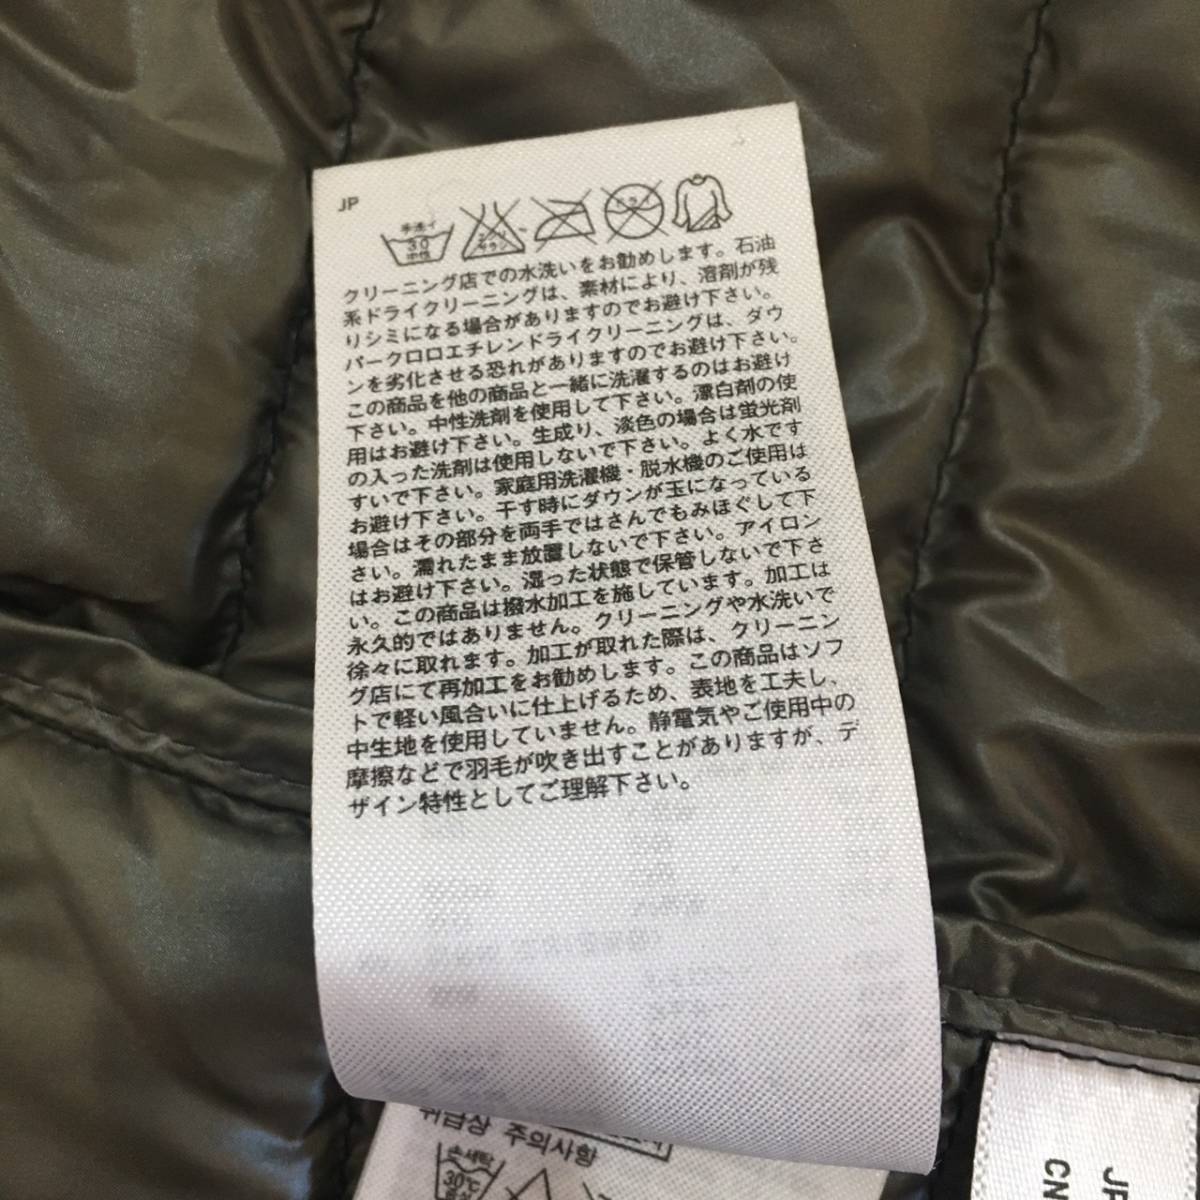 JP
手洗イ
30
中性
エンソ
サラシ
ドライ
クリーニング店での水洗いをお勧めします。石油
系ドライクリーニングは、素材により、溶剤が残
りシミになる場合がありますのでお避け下さい。
パークロロエチレンドライクリーニングは、ダウ
ンを劣化させる恐れがありますのでお避け下さい。
この商品を他の商品と一緒に洗濯するのはお避け
下さい。中性洗剤を使用して下さい。漂白剤の使
用はお避け下さい。生成り、淡色の場合は蛍光剤
の入った洗剤は使用しないで下さい。よく水です
すいで下さい。家庭用洗濯機・脱水機のご使用は
お避け下さい。干す時にダウンが玉になっている
場合はその部分を両手ではさんでもみほぐして下
さい。濡れたまま放置しないで下さい。アイロン
はお避け下さい。湿った状態で保管しないで下さ
い。この商品は撥水加工を施しています。加工は
永久的ではありません。クリーニングや水洗いで
徐々に取れます。加工が取れた際は、クリーニン
グ店にて再加工をお勧めします。この商品はソフ
トで軽い風合いに仕上げるため、表地を工夫し、
中生地を使用していません。静電気やご使用中の
摩擦などで羽毛が吹き出すことがありますが、デ
ザイン特性としてご理解下さい。
취급상 주의사항
손세탁
30℃
중성
JP
CN